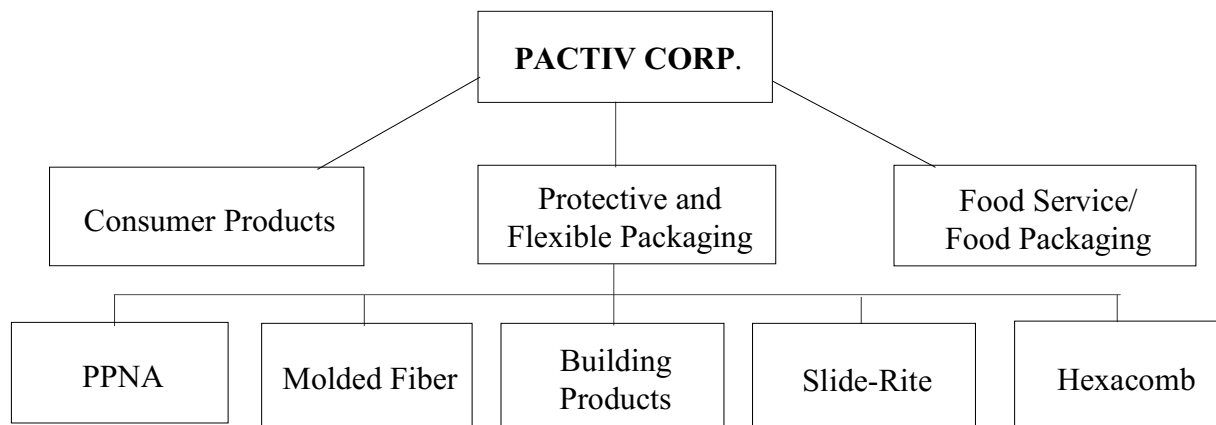 PACTIV CORP.
Consumer Products
Protective and
Flexible Packaging
Food Service/
Food Packaging
PPNA
Molded Fiber
Building
Products
Slide-Rite
Hexacomb